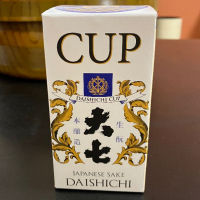 CUP
DAISHICHI CUP
生酛
大七
本醸造
JAPANESE SAKE
DAISHICHI